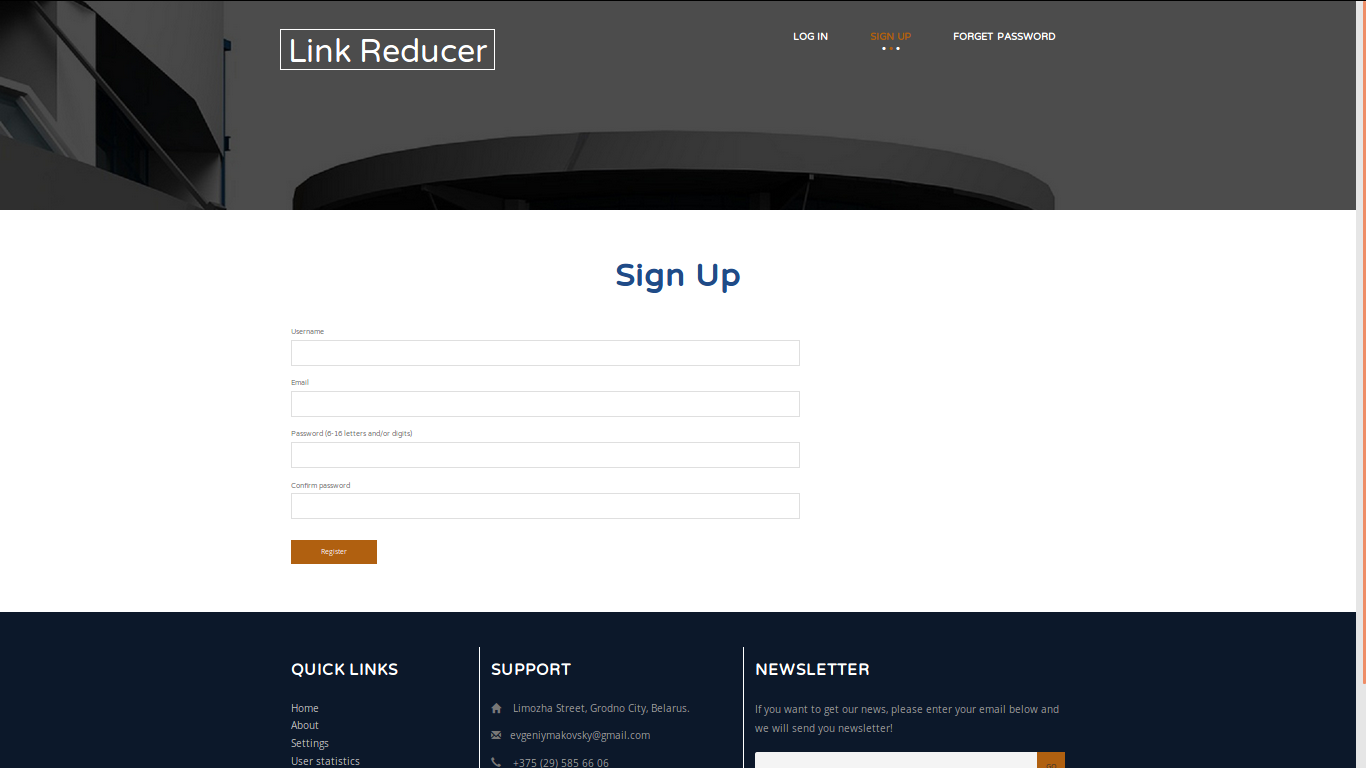 Link Reducer
LOG IN
SIGN UP
FORGET PASSWORD
Sign Up
Username
Email
Password (6-16 letters and/or digits)
Confirm password
Register
QUICK LINKS
Home
About
Settings
User statistics
SUPPORT
Limozha Street, Grodno City, Belarus.
evgeniymakovsky@gmail.com
+375 (29) 585 66 06
NEWSLETTER
If you want to get our news, please enter your email below and
we will send you newsletter!
GO